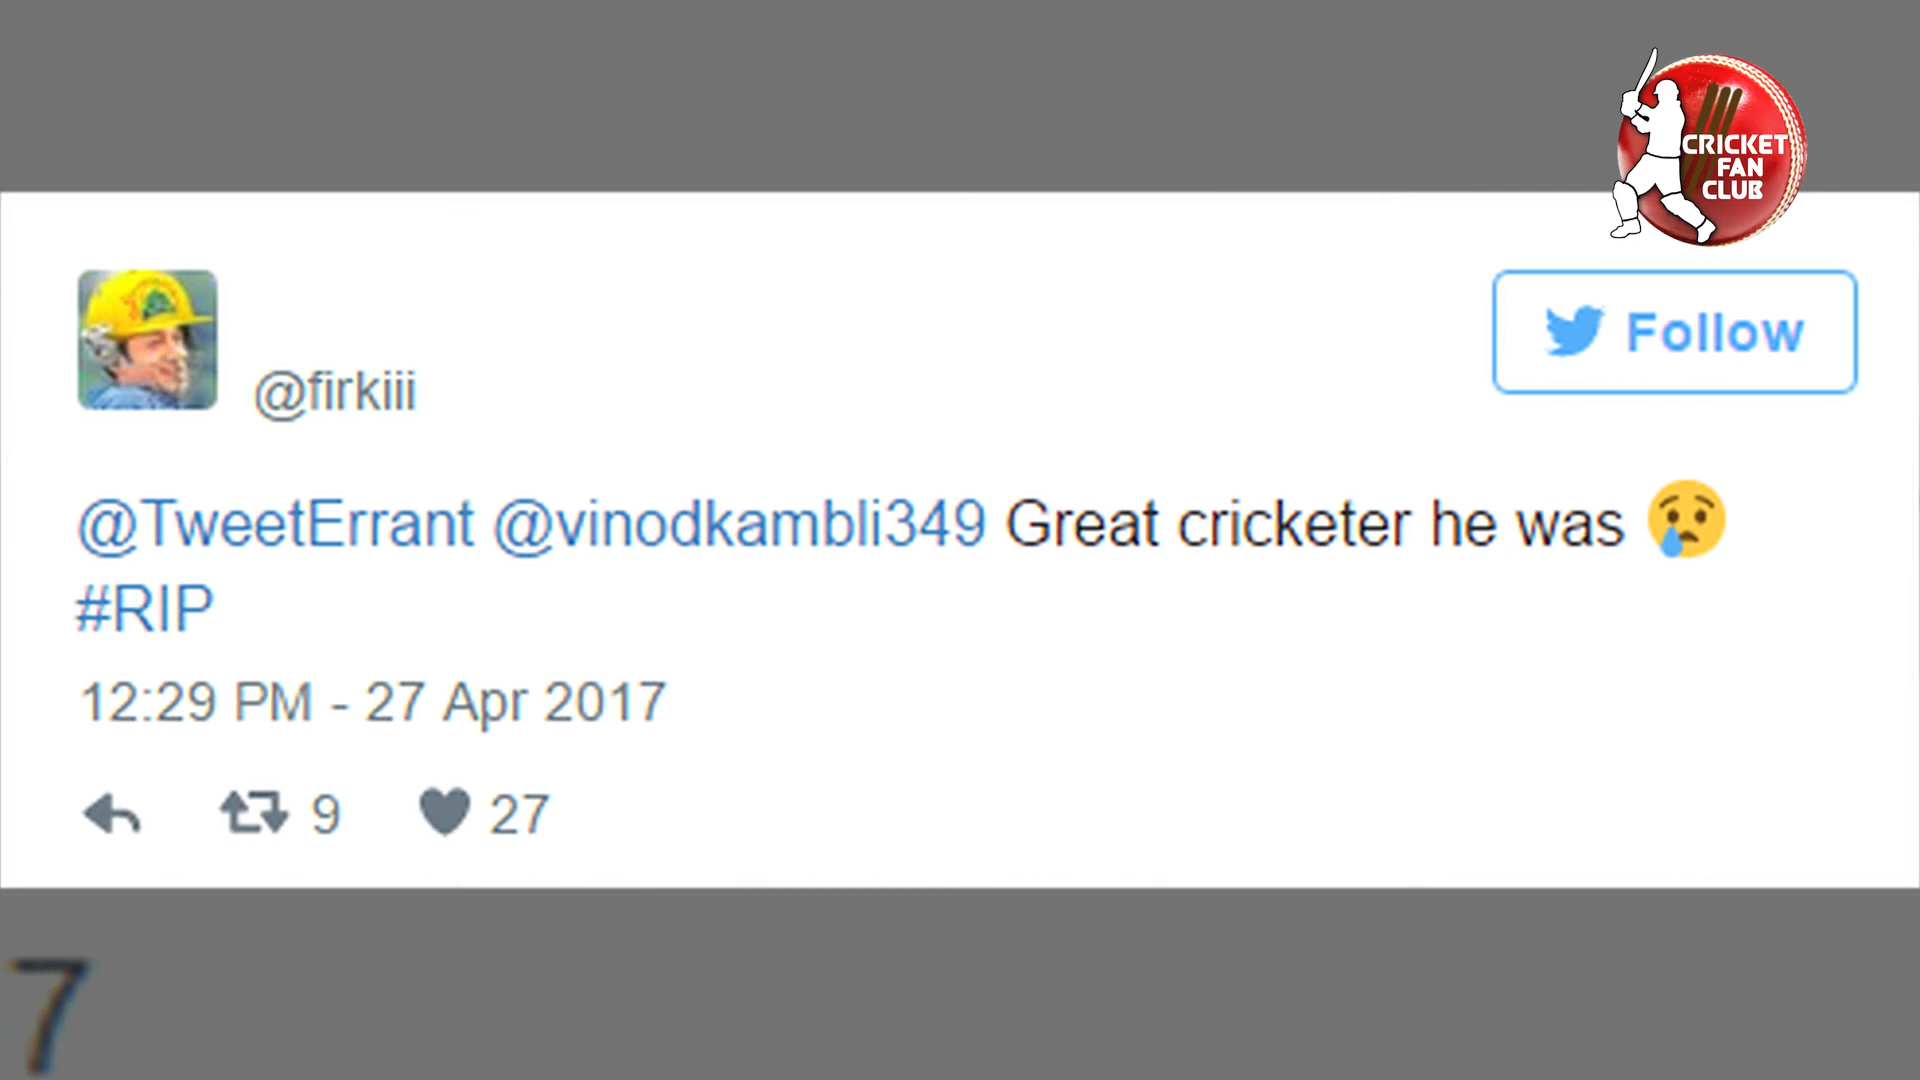 CRICKET
FAN
CLUB
@firkiii
Follow
@TweetErrant @vinodkambli349 Great cricketer he was 😢
#RIP
12:29 PM - 27 Apr 2017
9 27
7